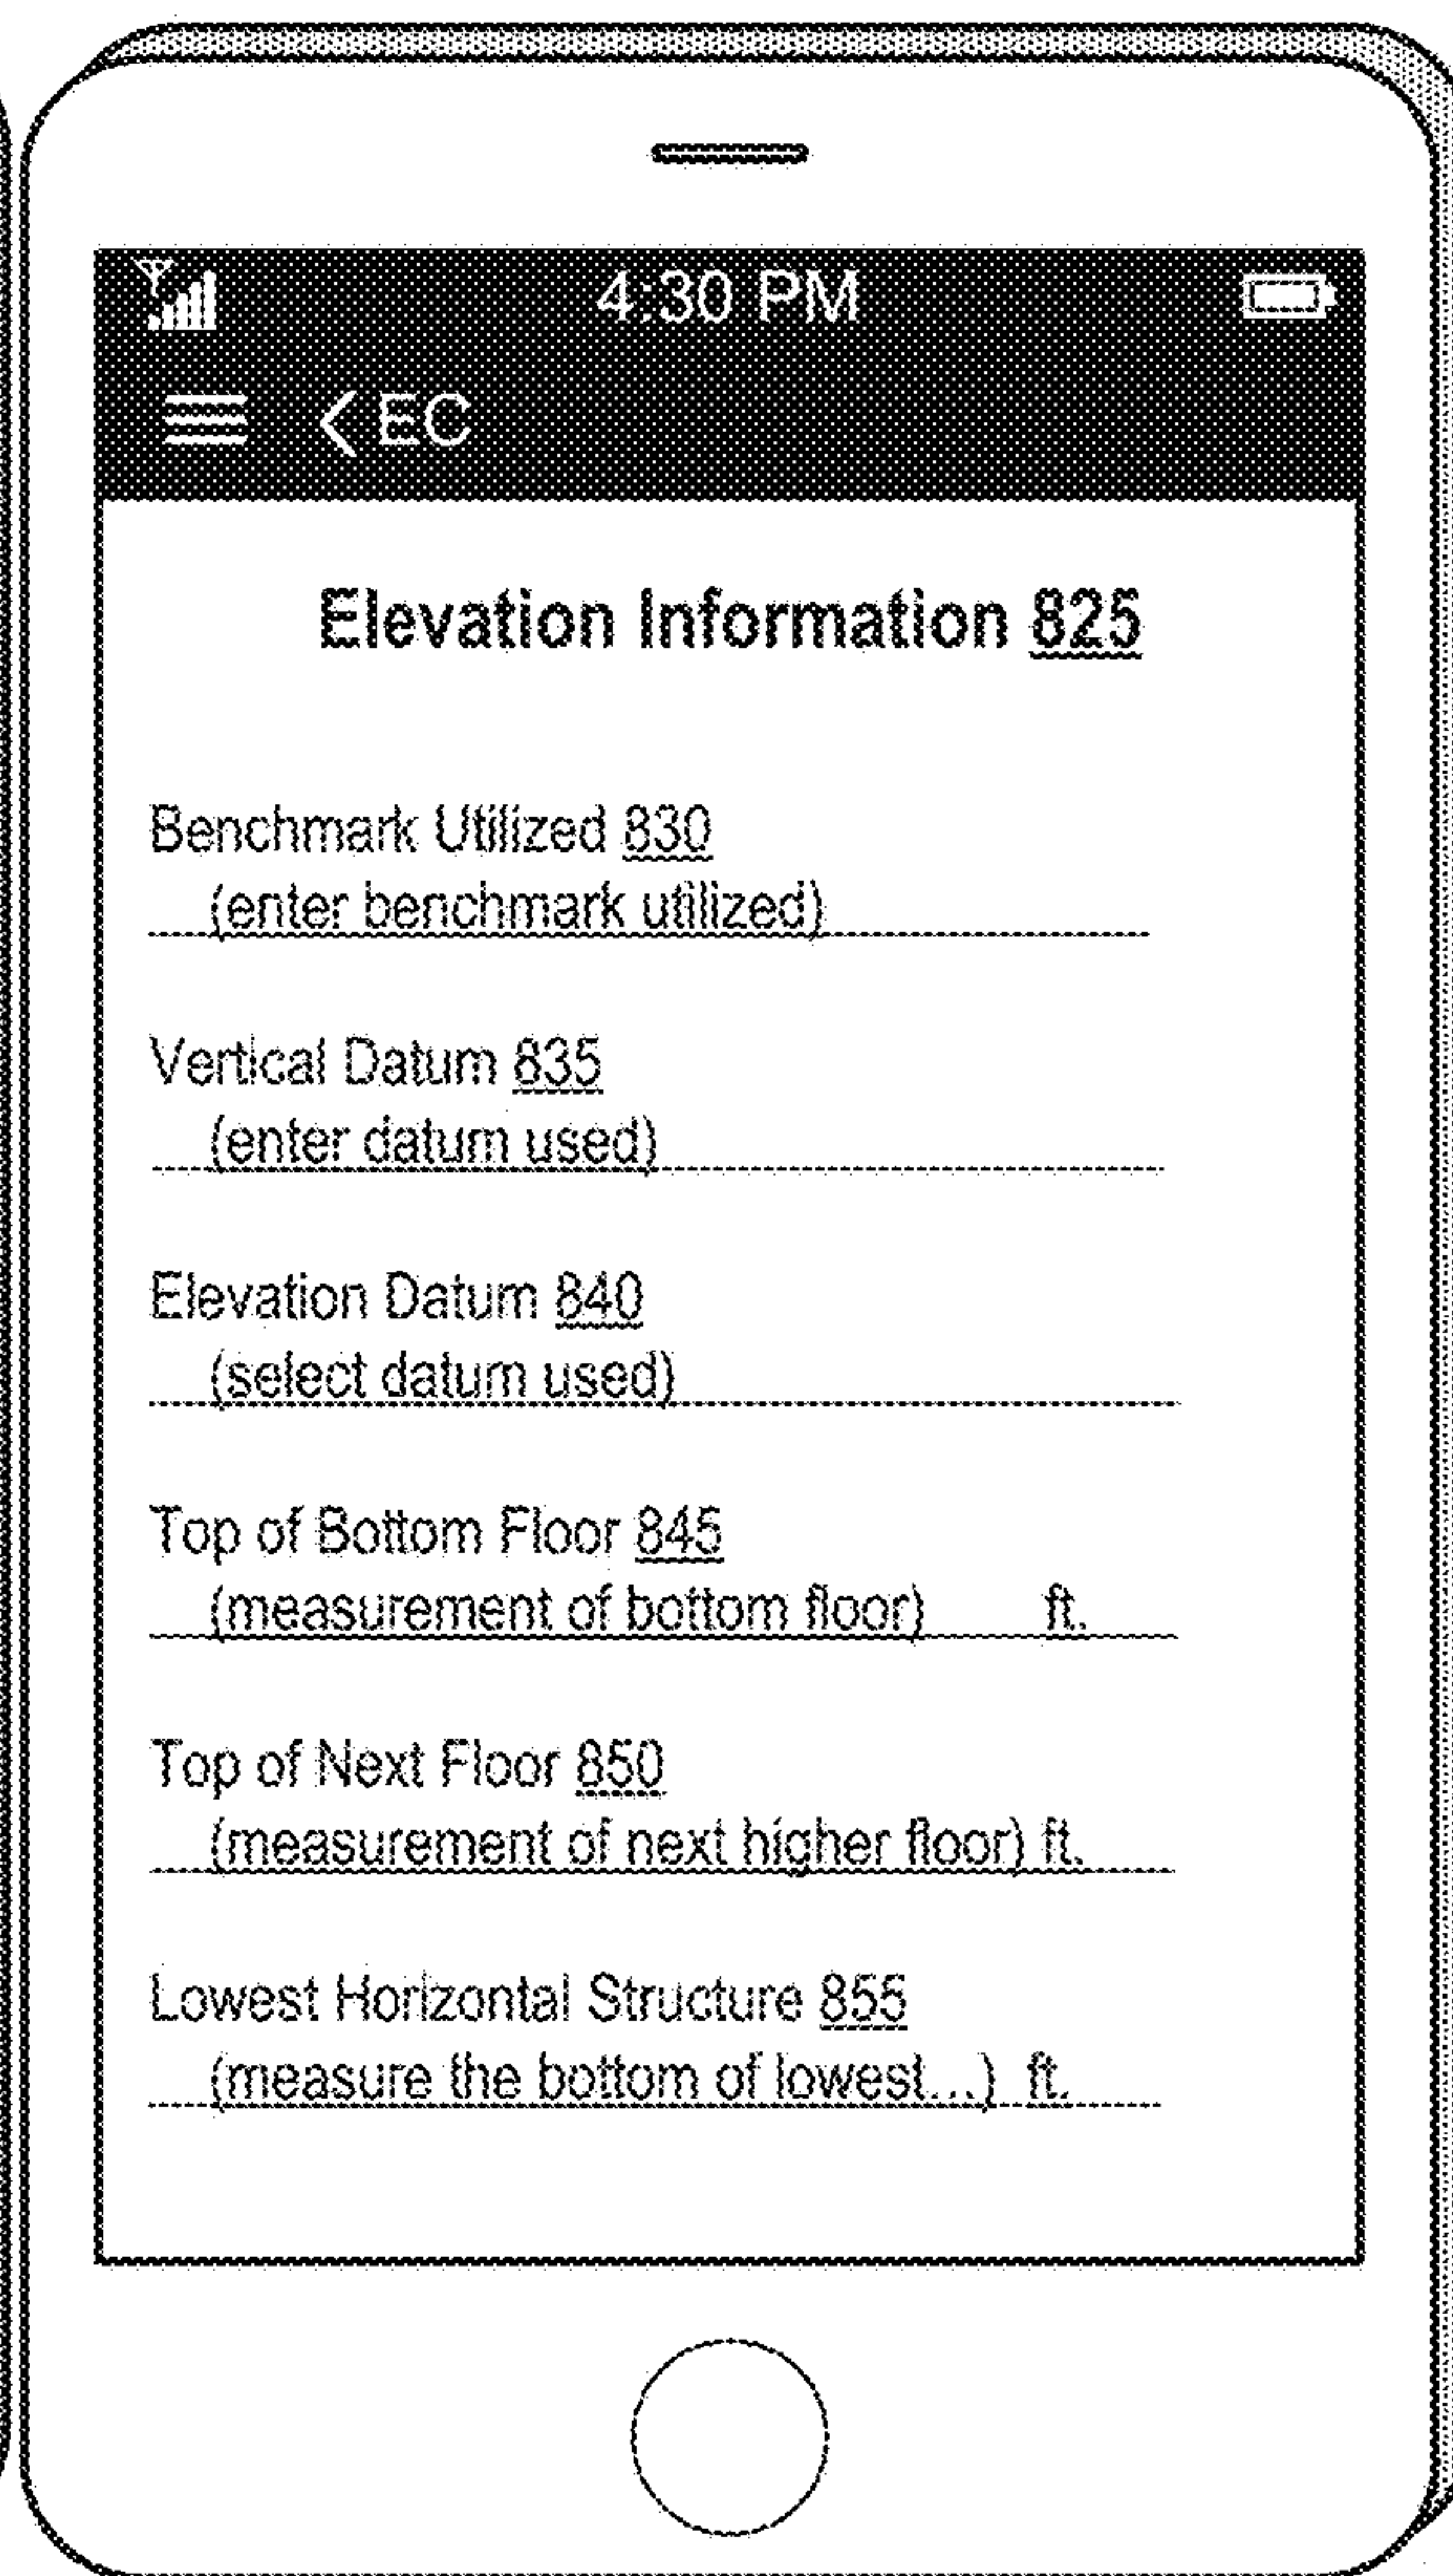 4:30 PM
< EC
Elevation Information 825
Benchmark Utilized 830
(enter benchmark utilized)
Vertical Datum 835
(enter datum used)
Elevation Datum 840
(select datum used)
Top of Bottom Floor 845
(measurement of bottom floor) ft.
Top of Next Floor 850
(measurement of next higher floor) ft.
Lowest Horizontal Structure 855
(measure the bottom of lowest...) ft.